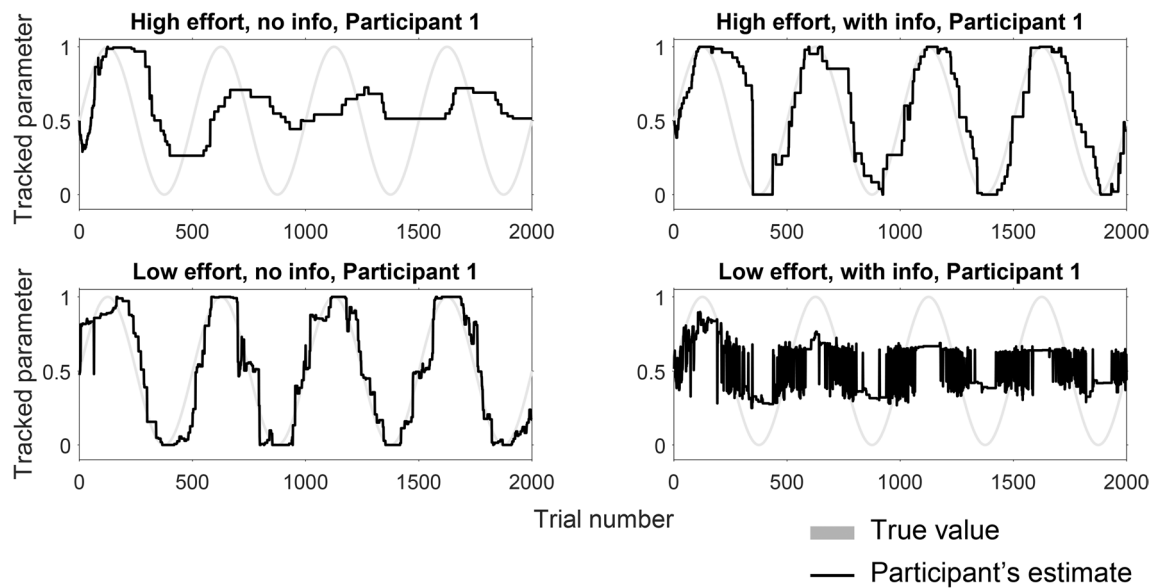 High effort, no info, Participant 1
Tracked parameter
1
0.5
0
0 500 1000 1500 2000
High effort, with info, Participant 1
1
0.5
0
0 500 1000 1500 2000
Low effort, no info, Participant 1
Tracked parameter
1
0.5
0
0 500 1000 1500 2000
Low effort, with info, Participant 1
1
0.5
0
0 500 1000 1500 2000
Trial number
True value
Participant's estimate